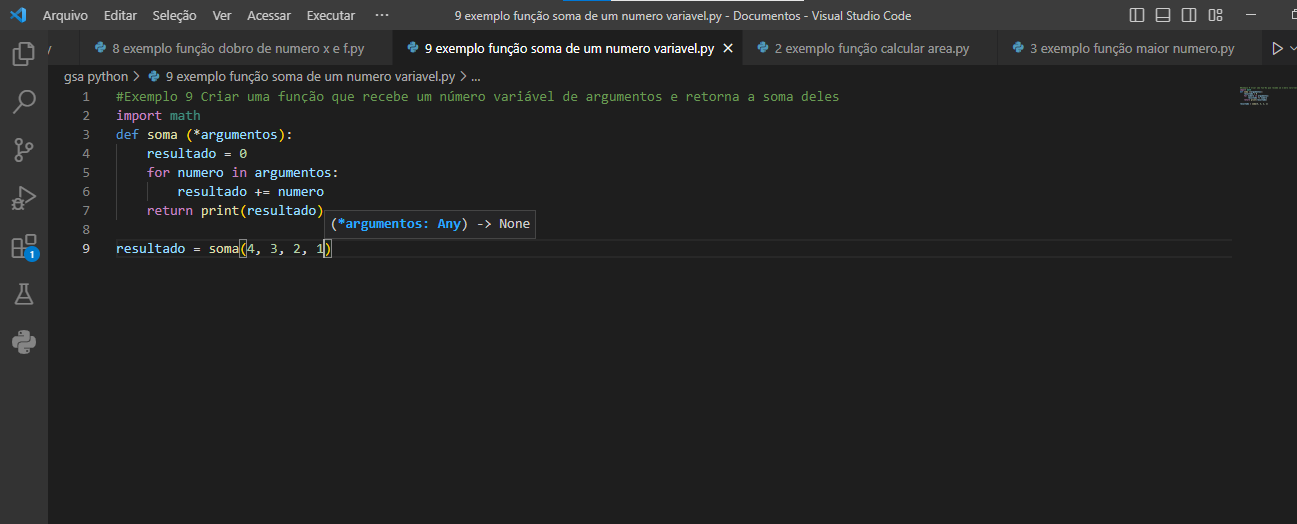 Arquivo Editar Seleção Ver Acessar Executar ··· 9 exemplo função soma de um numero variavel.py - Documentos - Visual Studio Code
8 exemplo função dobro de numero x e f.py 9 exemplo função soma de um numero variavel.py 2 exemplo função calcular area.py 3 exemplo função maior numero.py
gsa python > 9 exemplo função soma de um numero variavel.py > ...
1 #Exemplo 9 Criar uma função que recebe um número variável de argumentos e retorna a soma deles
2 import math
3 def soma (*argumentos):
4 resultado = 0
5 for numero in argumentos:
6 resultado += numero
7 return print(resultado)
(*argumentos: Any) -> None
8
9 resultado = soma(4, 3, 2, 1)
1